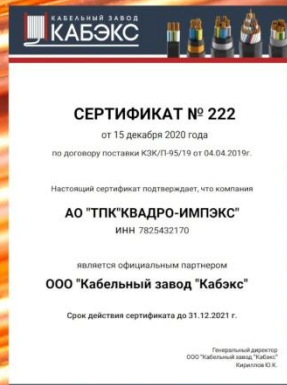 КАБЕЛЬНЫЙ ЗАВОД
КАБЭКС
СЕРТИФИКАТ № 222
от 15 декабря 2020 года
по договору поставки КЗК/П-95/19 от 04.04.2019г.
Настоящий сертификат подтверждает, что компания
АО "ТПК"КВАДРО-ИМПЭКС"
ИНН 7825432170
является официальным партнером
ООО "Кабельный завод "Кабэкс"
Срок действия сертификата до 31.12.2021 г.
Генеральный директор
ООО "Кабельный завод "Кабэкс"
Кириллов Ю.К.